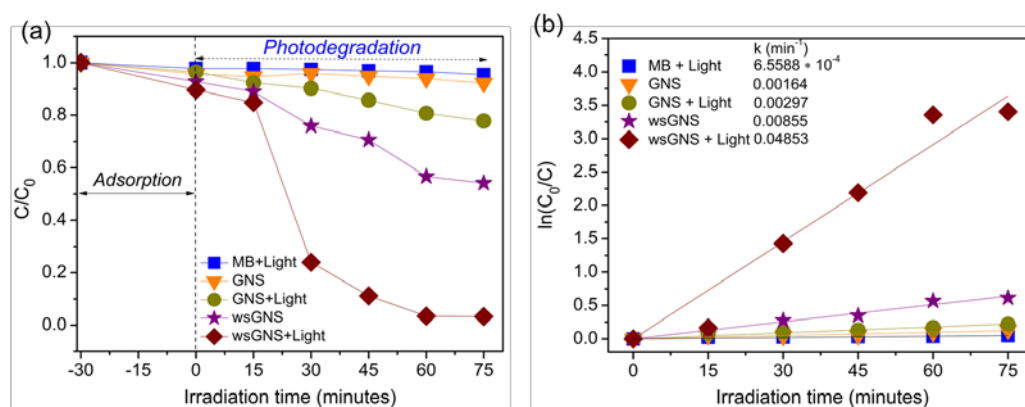 (a)
Photodegradation
1.0
0.8
0.6
0.4
0.2
0.0
C/C₀
Adsorption
MB+Light
GNS
GNS+Light
wsGNS
wsGNS+Light
-30 -15 0 15 30 45 60 75
Irradiation time (minutes)
(b)
4.5
4.0
3.5
3.0
2.5
2.0
1.5
1.0
0.5
0.0
ln(C₀/C)
k (min⁻¹)
MB + Light 6.5588 * 10⁻⁴
GNS 0.00164
GNS + Light 0.00297
wsGNS 0.00855
wsGNS + Light 0.04853
0 15 30 45 60 75
Irradiation time (minutes)